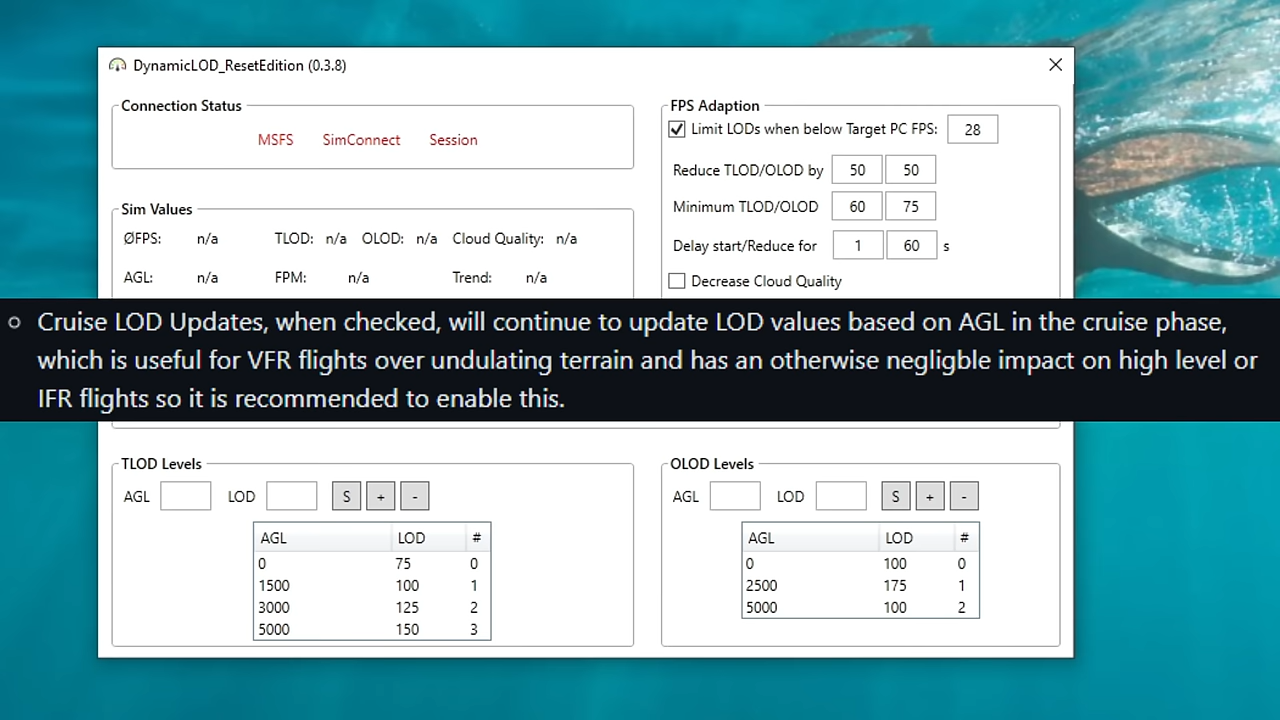 DynamicLOD_ResetEdition (0.3.8)
Connection Status
MSFS SimConnect Session
Sim Values
ØFPS: n/a TLOD: n/a OLOD: n/a Cloud Quality: n/a
AGL: n/a FPM: n/a Trend: n/a
FPS Adaption
Limit LODs when below Target PC FPS: 28
Reduce TLOD/OLOD by 50 50
Minimum TLOD/OLOD 60 75
Delay start/Reduce for 1 60 s
Decrease Cloud Quality
Cruise LOD Updates, when checked, will continue to update LOD values based on AGL in the cruise phase,
which is useful for VFR flights over undulating terrain and has an otherwise negligble impact on high level or
IFR flights so it is recommended to enable this.
TLOD Levels
AGL LOD S + -
AGL LOD #
0 75 0
1500 100 1
3000 125 2
5000 150 3
OLOD Levels
AGL LOD S + -
AGL LOD #
0 100 0
2500 175 1
5000 100 2